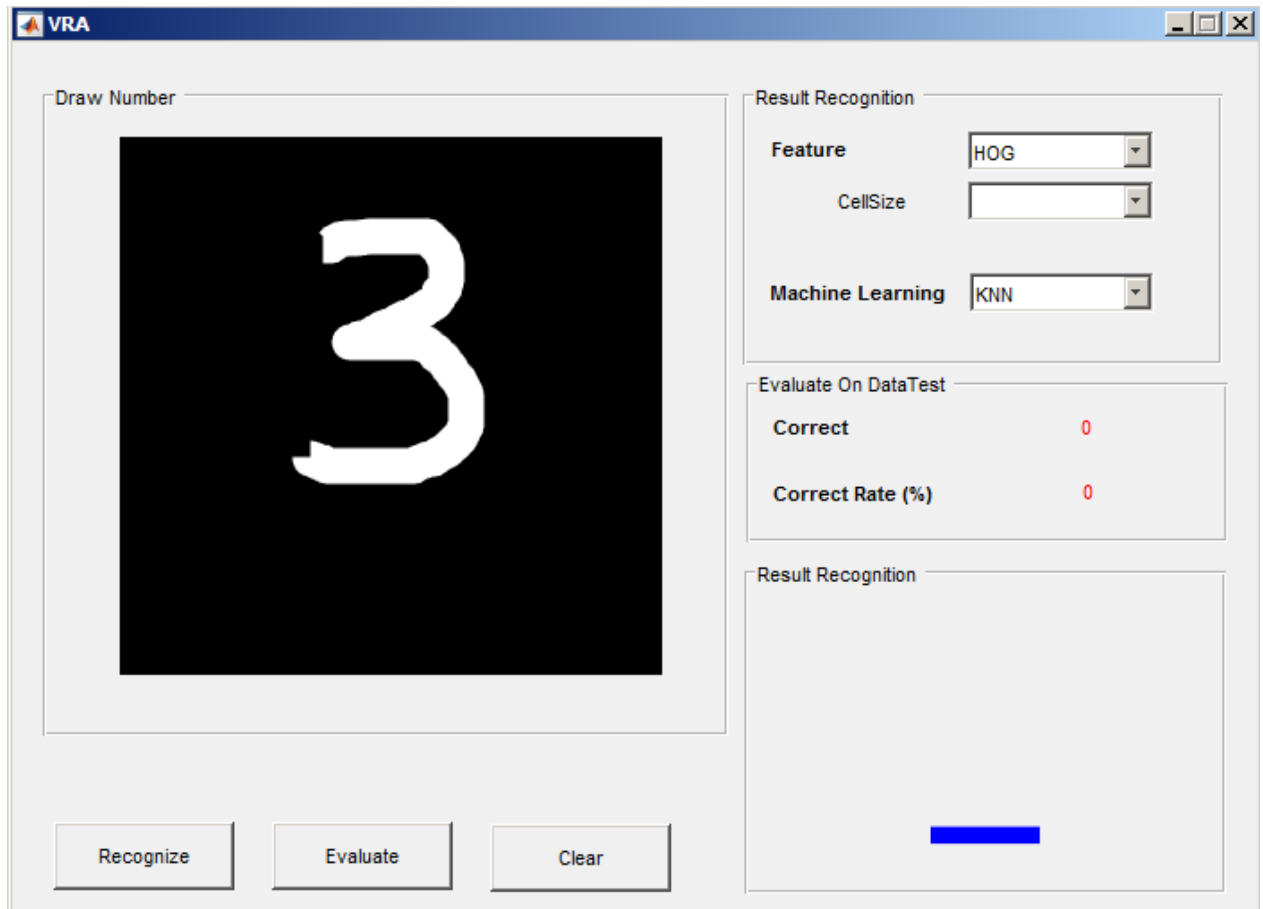 VRA
Draw Number
3
Result Recognition
Feature HOG
CellSize
Machine Learning KNN
Evaluate On DataTest
Correct 0
Correct Rate (%) 0
Result Recognition
Recognize Evaluate Clear